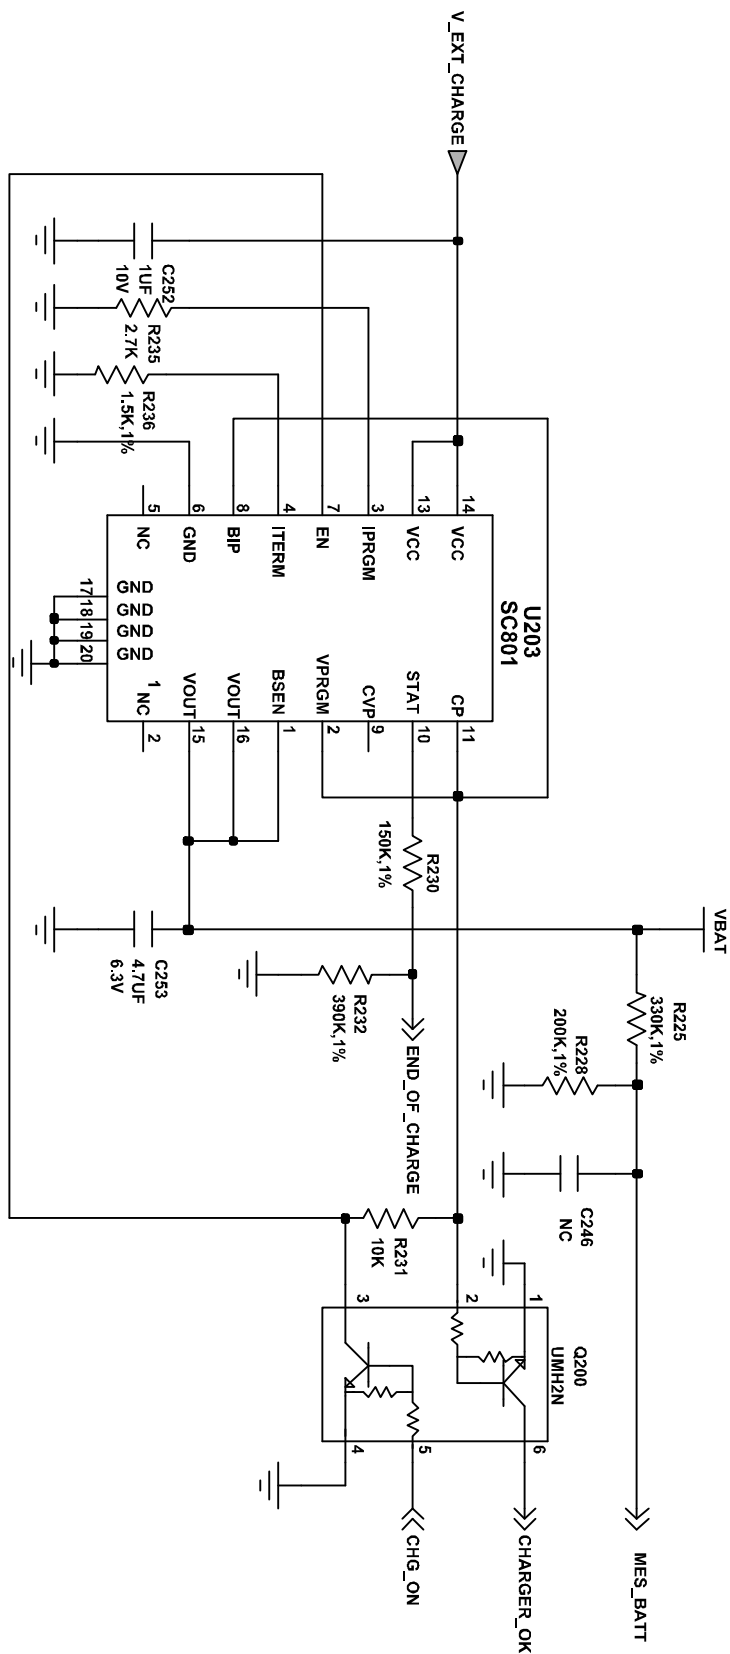 V_EXT_CHARGE
C252
1UF
10V
R235
2.7K
R236
1.5K,1%
14
VCC
13
VCC
3
IPRGM
7
EN
4
ITERM
8
BIP
6
GND
5
NC
U203
SC801
17
GND
18
GND
19
GND
20
GND
CP
11
STAT
10
CVP
9
VPRGM
2
BSEN
1
VOUT
16
VOUT
15
1
NC
2
R230
150K,1%
VBAT
C253
4.7UF
6.3V
R232
390K,1%
END_OF_CHARGE
R225
330K,1%
R228
200K,1%
C246
NC
R231
10K
1
2
3
Q200
UMH2N
6
5
4
MES_BATT
CHARGER_OK
CHG_ON